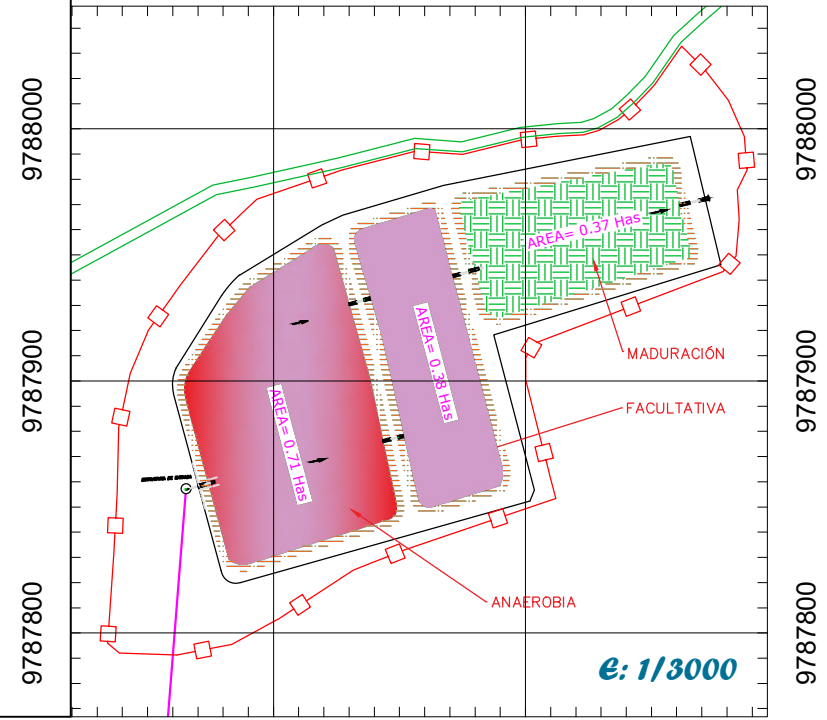 9788000
9788000
AREA= 0.37 Has
MADURACIÓN
AREA= 0.38 Has
9787900
9787900
FACULTATIVA
AREA= 0.71 Has
ANAEROBIA
9787800
9787800
E: 1/3000